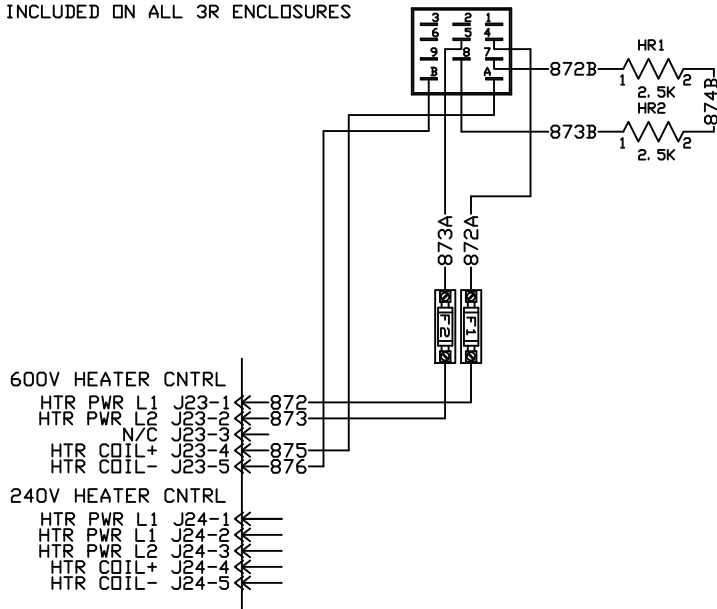 INCLUDED ON ALL 3R ENCLOSURES
3 2 1
6 5 4
9 8 7
B A
872B
HR1
1 2
2.5K
874B
HR2
873B
1 2
2.5K
873A
872A
F2
F1
600V HEATER CNTRL
HTR PWR L1 J23-1 872
HTR PWR L2 J23-2 873
N/C J23-3
HTR COIL+ J23-4 875
HTR COIL- J23-5 876
240V HEATER CNTRL
HTR PWR L1 J24-1
HTR PWR L1 J24-2
HTR PWR L2 J24-3
HTR COIL+ J24-4
HTR COIL- J24-5